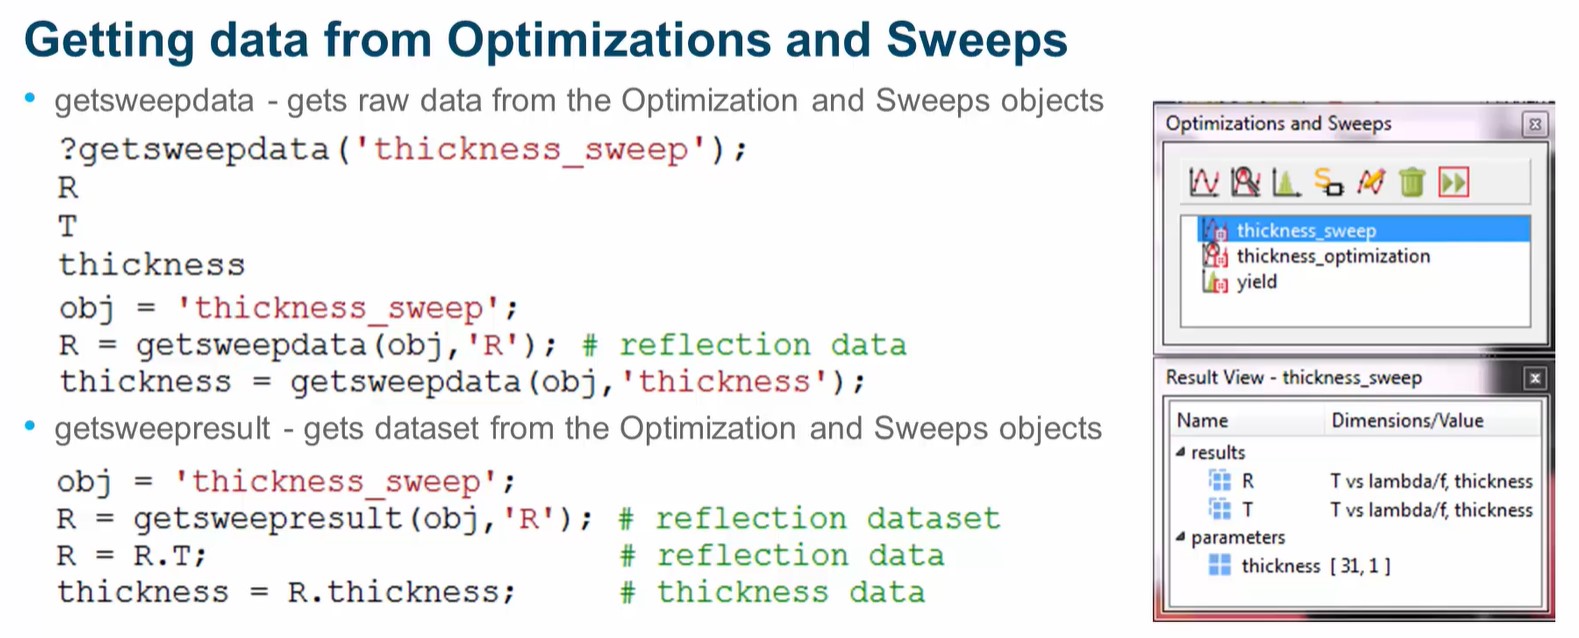 Getting data from Optimizations and Sweeps
• getsweepdata - gets raw data from the Optimization and Sweeps objects
?getsweepdata('thickness_sweep');
R
T
thickness
obj = 'thickness_sweep';
R = getsweepdata(obj,'R'); # reflection data
thickness = getsweepdata(obj,'thickness');
• getsweepresult - gets dataset from the Optimization and Sweeps objects
obj = 'thickness_sweep';
R = getsweepresult(obj,'R'); # reflection dataset
R = R.T; # reflection data
thickness = R.thickness; # thickness data
Optimizations and Sweeps
thickness_sweep
thickness_optimization
yield
Result View - thickness_sweep
Name Dimensions/Value
results
R T vs lambda/f, thickness
T T vs lambda/f, thickness
parameters
thickness [ 31, 1 ]